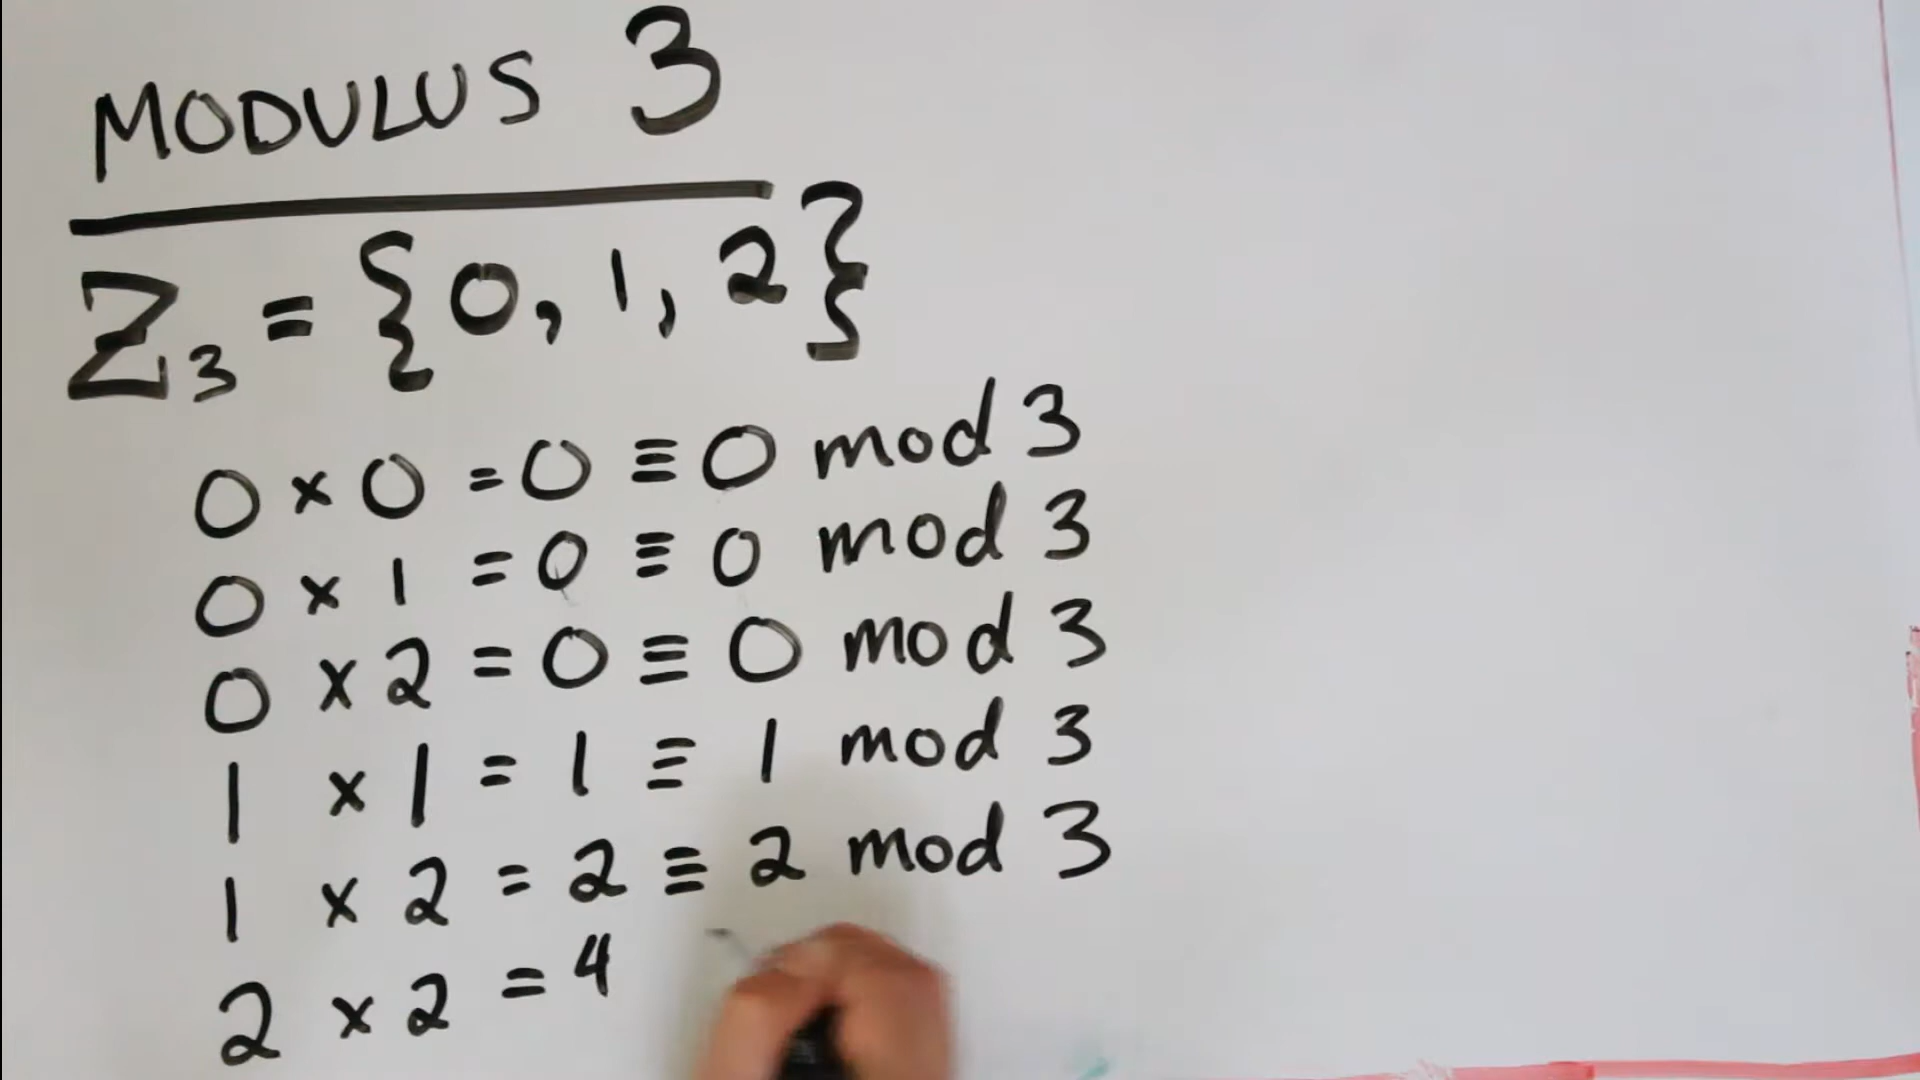 MODULUS 3
Z₃ = {0, 1, 2}
0 × 0 = 0 ≡ 0 mod 3
0 × 1 = 0 ≡ 0 mod 3
0 × 2 = 0 ≡ 0 mod 3
1 × 1 = 1 ≡ 1 mod 3
1 × 2 = 2 ≡ 2 mod 3
2 × 2 = 4